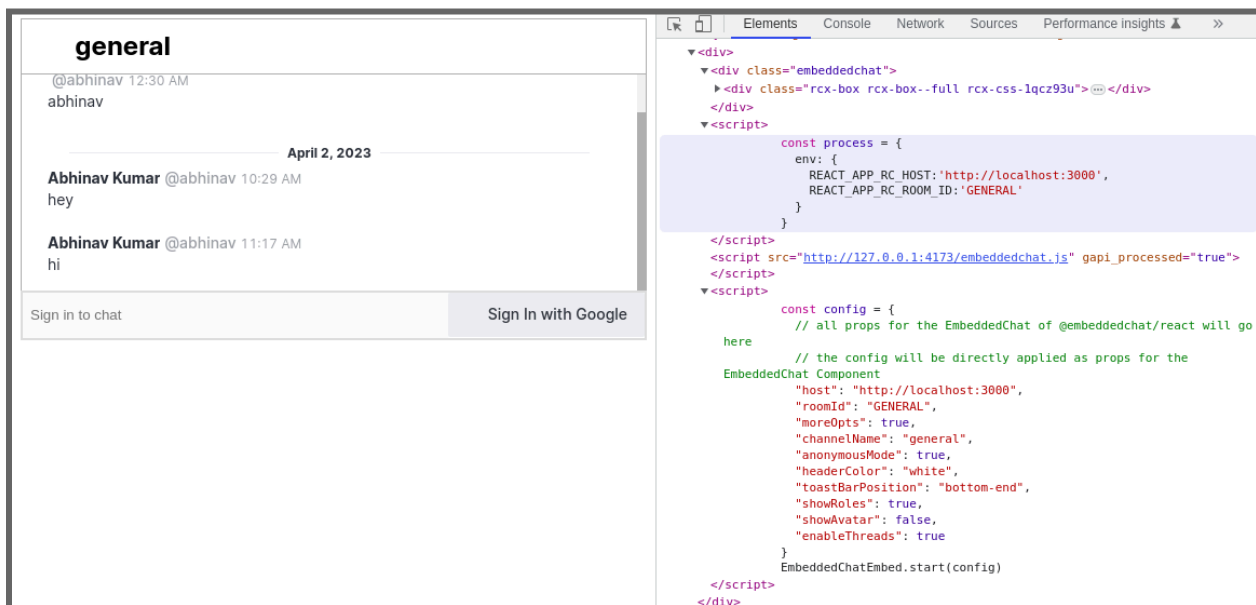 general
@abhinav 12:30 AM
abhinav
April 2, 2023
Abhinav Kumar @abhinav 10:29 AM
hey
Abhinav Kumar @abhinav 11:17 AM
hi
Sign in to chat
Sign In with Google
Elements Console Network Sources Performance insights »
▼<div>
▼<div class="embeddedchat">
▶<div class="rcx-box rcx-box--full rcx-css-1qcz93u">⋯</div>
</div>
▼<script>
const process = {
env: {
REACT_APP_RC_HOST:'http://localhost:3000',
REACT_APP_RC_ROOM_ID:'GENERAL'
}
}
</script>
<script src="http://127.0.0.1:4173/embeddedchat.js" gapi_processed="true">
</script>
▼<script>
const config = {
// all props for the EmbeddedChat of @embeddedchat/react will go
here
// the config will be directly applied as props for the
EmbeddedChat Component
"host": "http://localhost:3000",
"roomId": "GENERAL",
"moreOpts": true,
"channelName": "general",
"anonymousMode": true,
"headerColor": "white",
"toastBarPosition": "bottom-end",
"showRoles": true,
"showAvatar": false,
"enableThreads": true
}
EmbeddedChatEmbed.start(config)
</script>
</div>